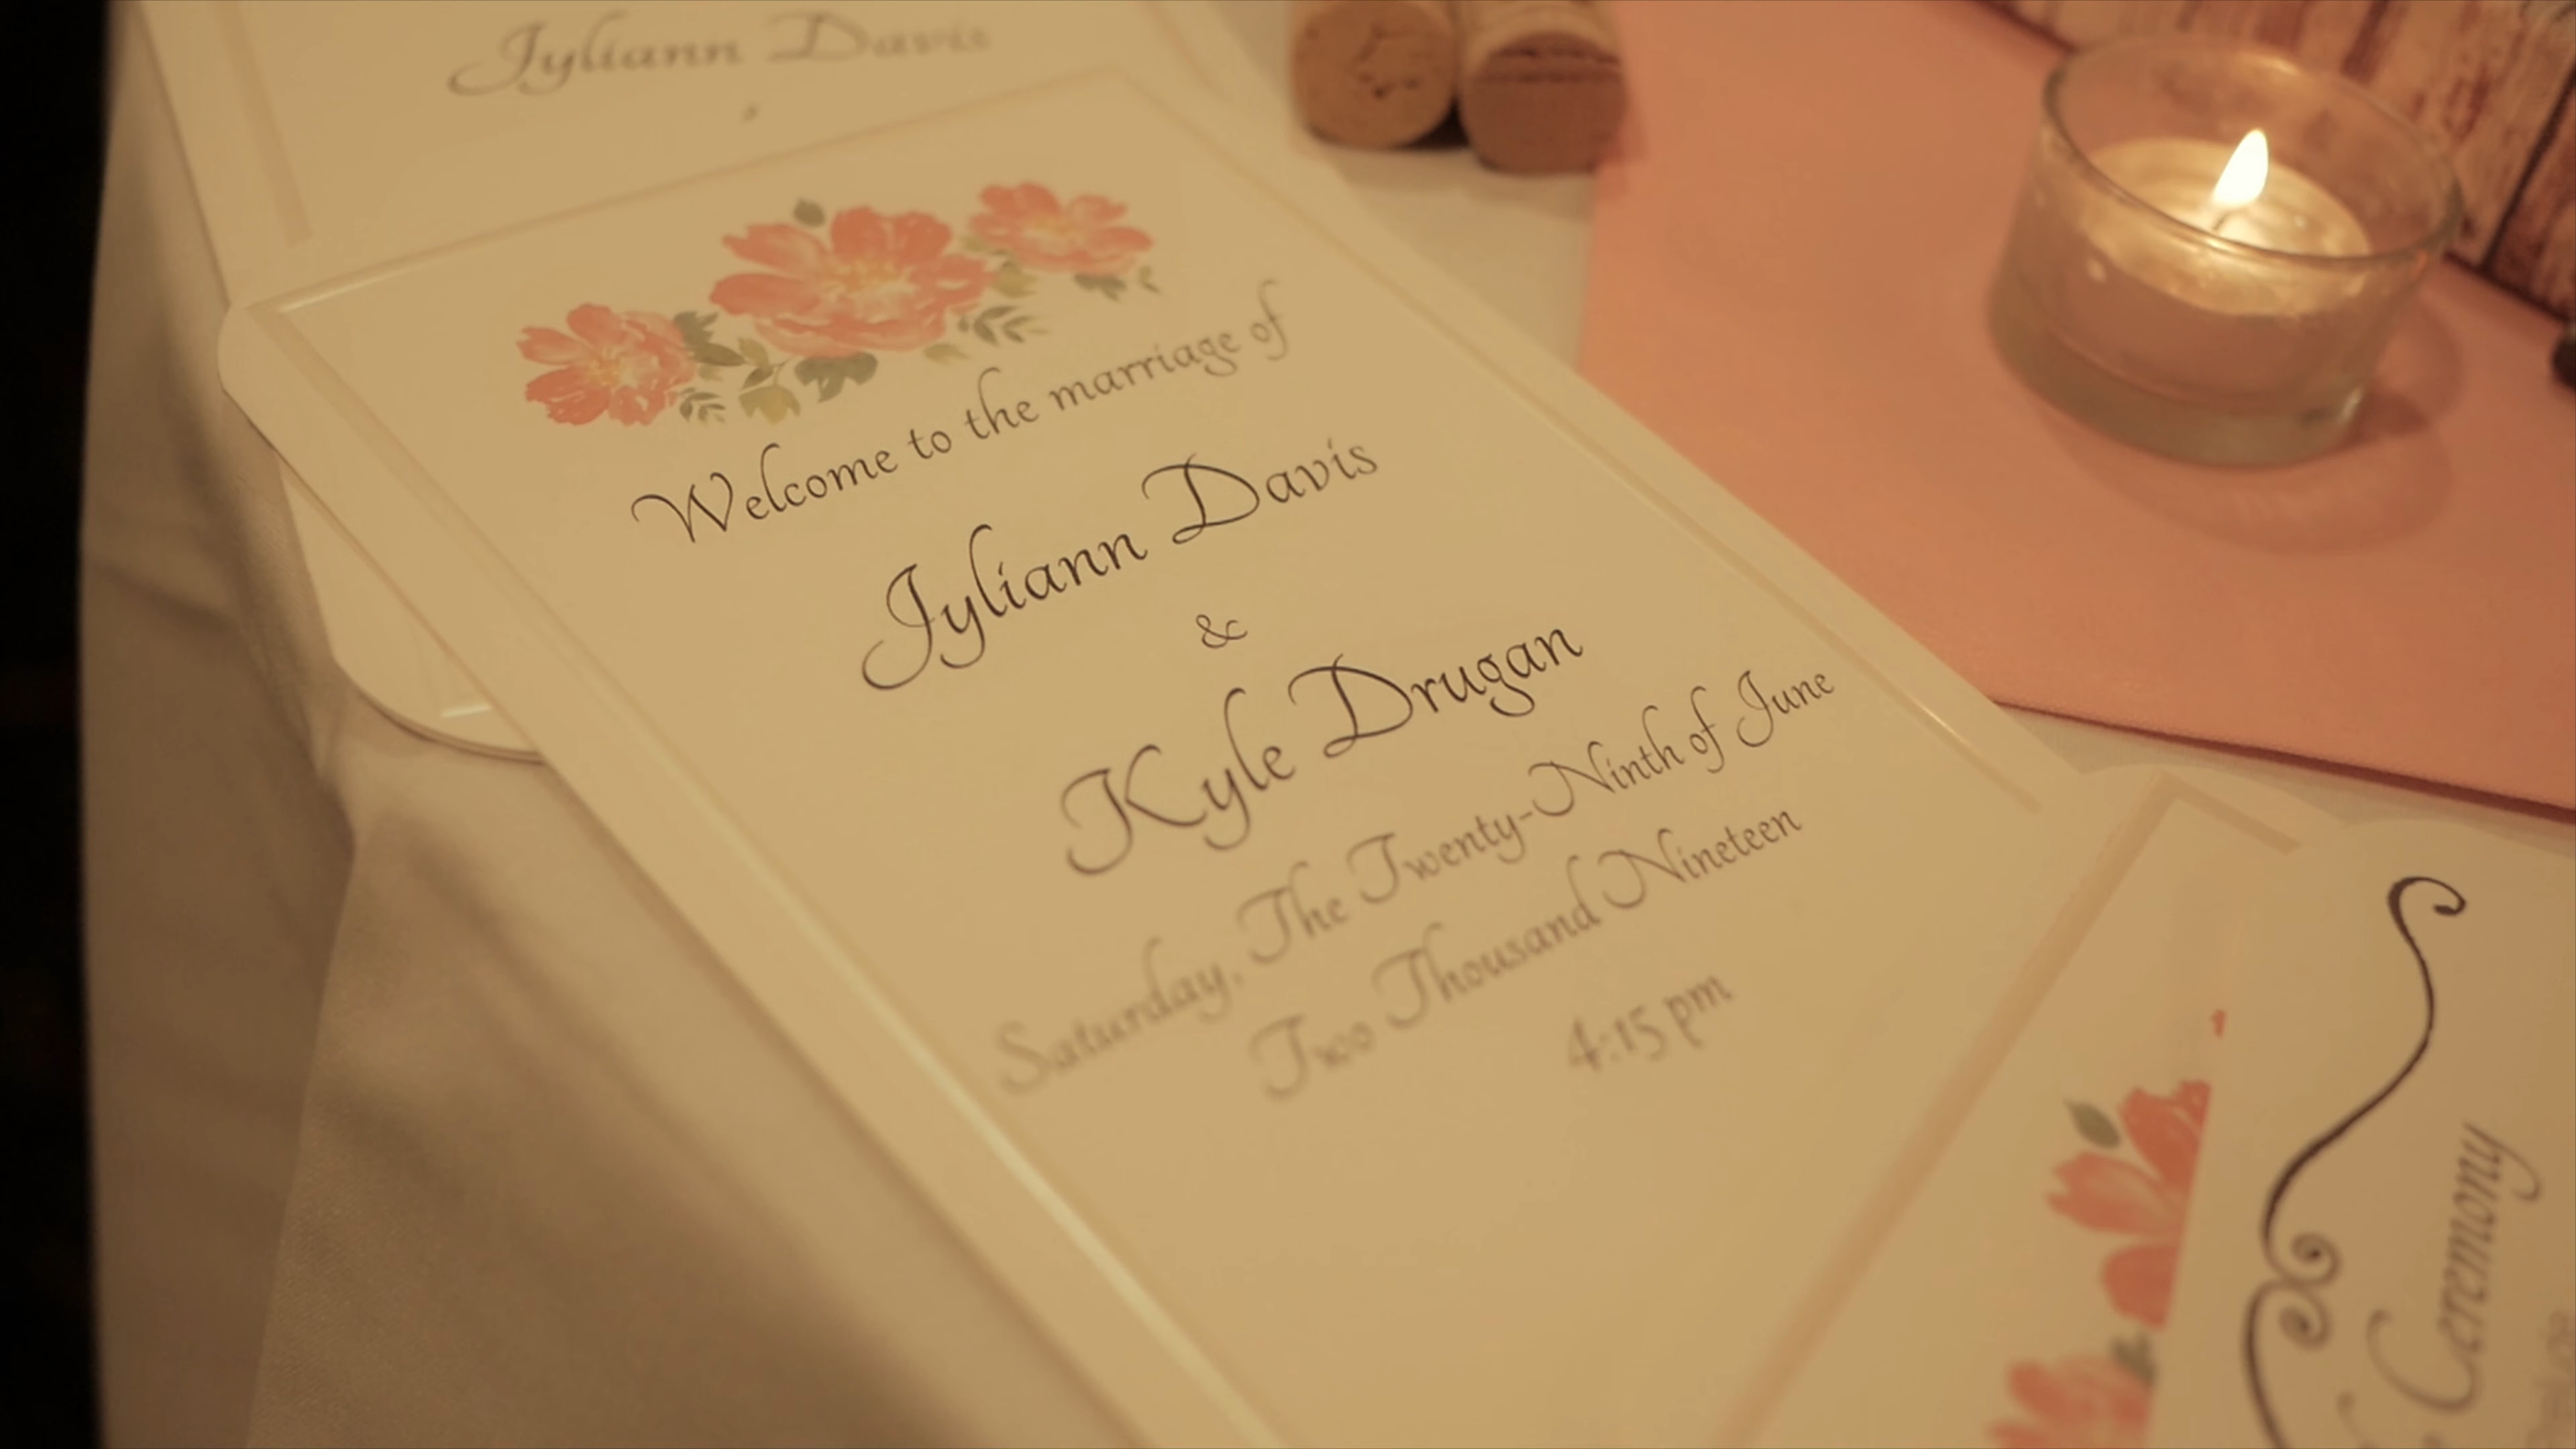 Jyliann Davis
Welcome to the marriage of
Jyliann Davis
&
Kyle Drugan
Saturday, The Twenty-Ninth of June
Two Thousand Nineteen
4:15 pm
Ceremony